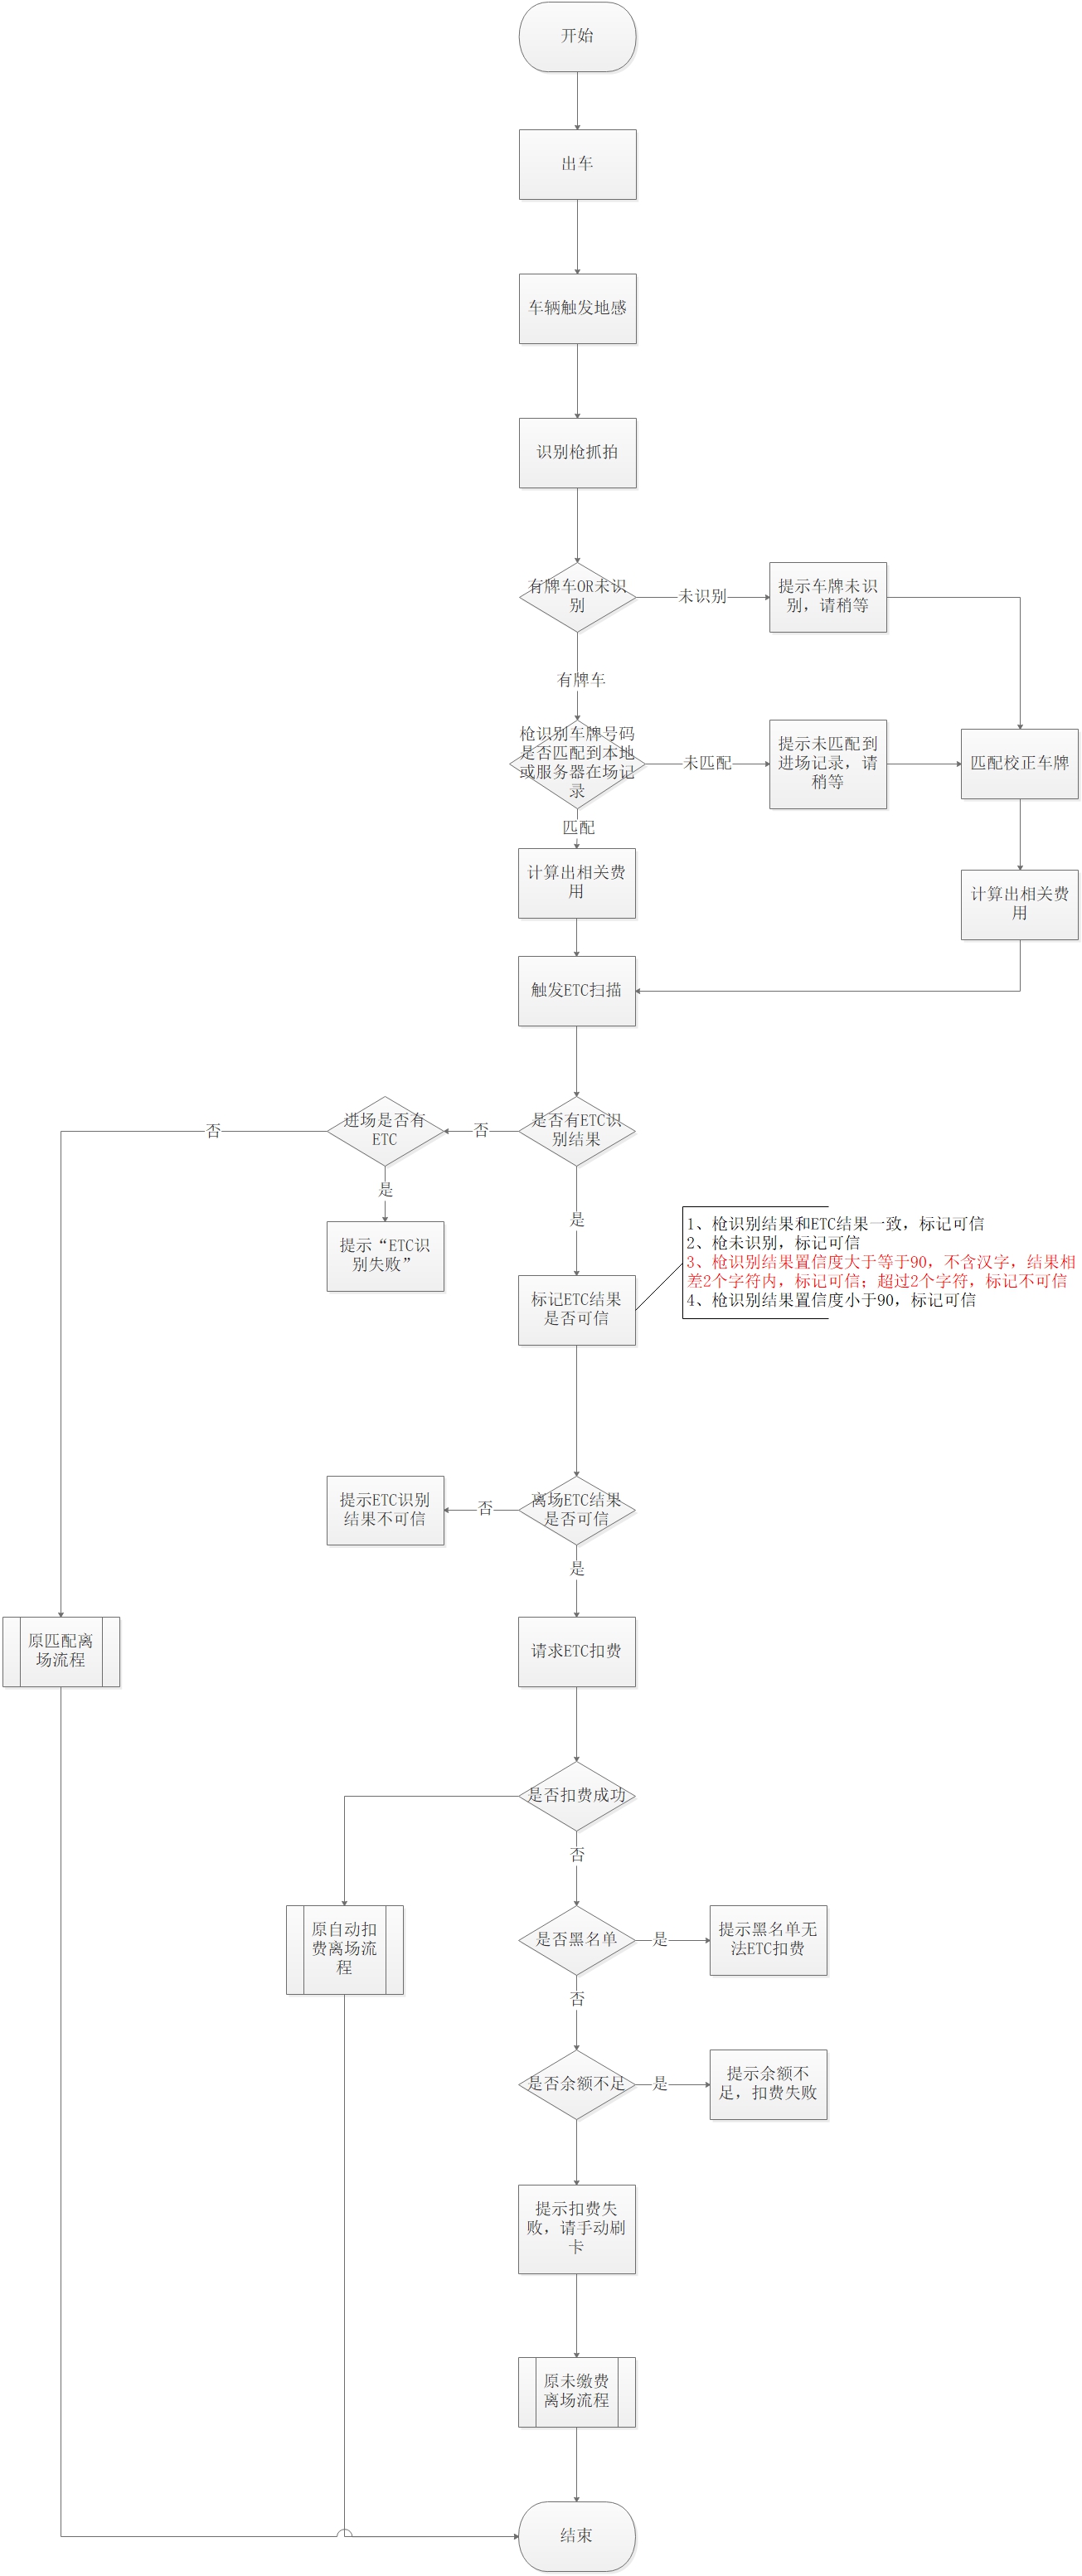 开始
出车
车辆触发地感
识别枪抓拍
有牌车OR未识
别
未识别
提示车牌未识
别，请稍等
有牌车
枪识别车牌号码
是否匹配到本地
或服务器在场记
录
未匹配
提示未匹配到
进场记录，请
稍等
匹配校正车牌
匹配
计算出相关费
用
计算出相关费
用
触发ETC扫描
是否有ETC识
别结果
否
进场是否有
ETC
否
是
提示“ETC识
别失败”
是
标记ETC结果
是否可信
1、枪识别结果和ETC结果一致，标记可信
2、枪未识别，标记可信
3、枪识别结果置信度大于等于90，不含汉字，结果相
差2个字符内，标记可信；超过2个字符，标记不可信
4、枪识别结果置信度小于90，标记可信
离场ETC结果
是否可信
否
提示ETC识别
结果不可信
是
原匹配离
场流程
请求ETC扣费
是否扣费成功
否
原自动扣
费离场流
程
是否黑名单
是
提示黑名单无
法ETC扣费
否
是否余额不足
是
提示余额不
足，扣费失败
提示扣费失
败，请手动刷
卡
原未缴费
离场流程
结束